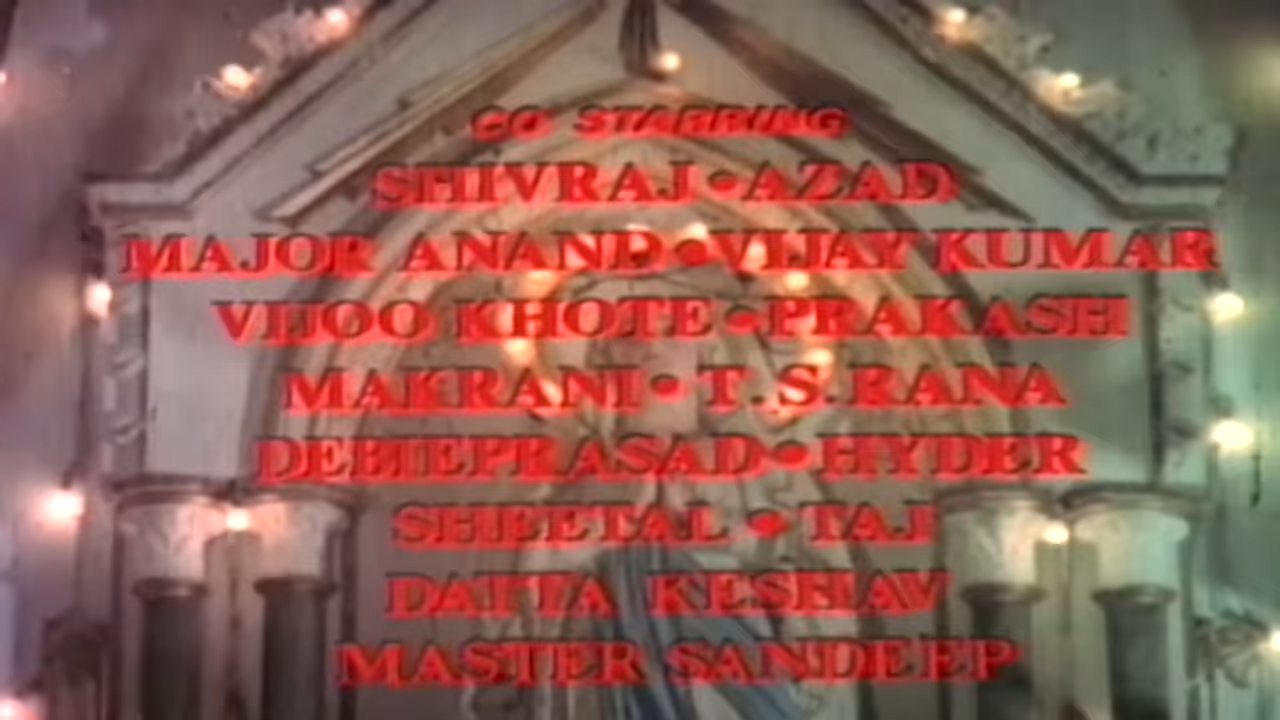 CO STARRING
SHIVRAJ • AZAD
MAJOR ANAND • VIJAY KUMAR
VIJOO KHOTE • PRAKASH
MAKRANI • T. S. RANA
DEBIEPRASAD • HYDER
SHEETAL • TAJ
DATTA KESHAV
MASTER SANDEEP